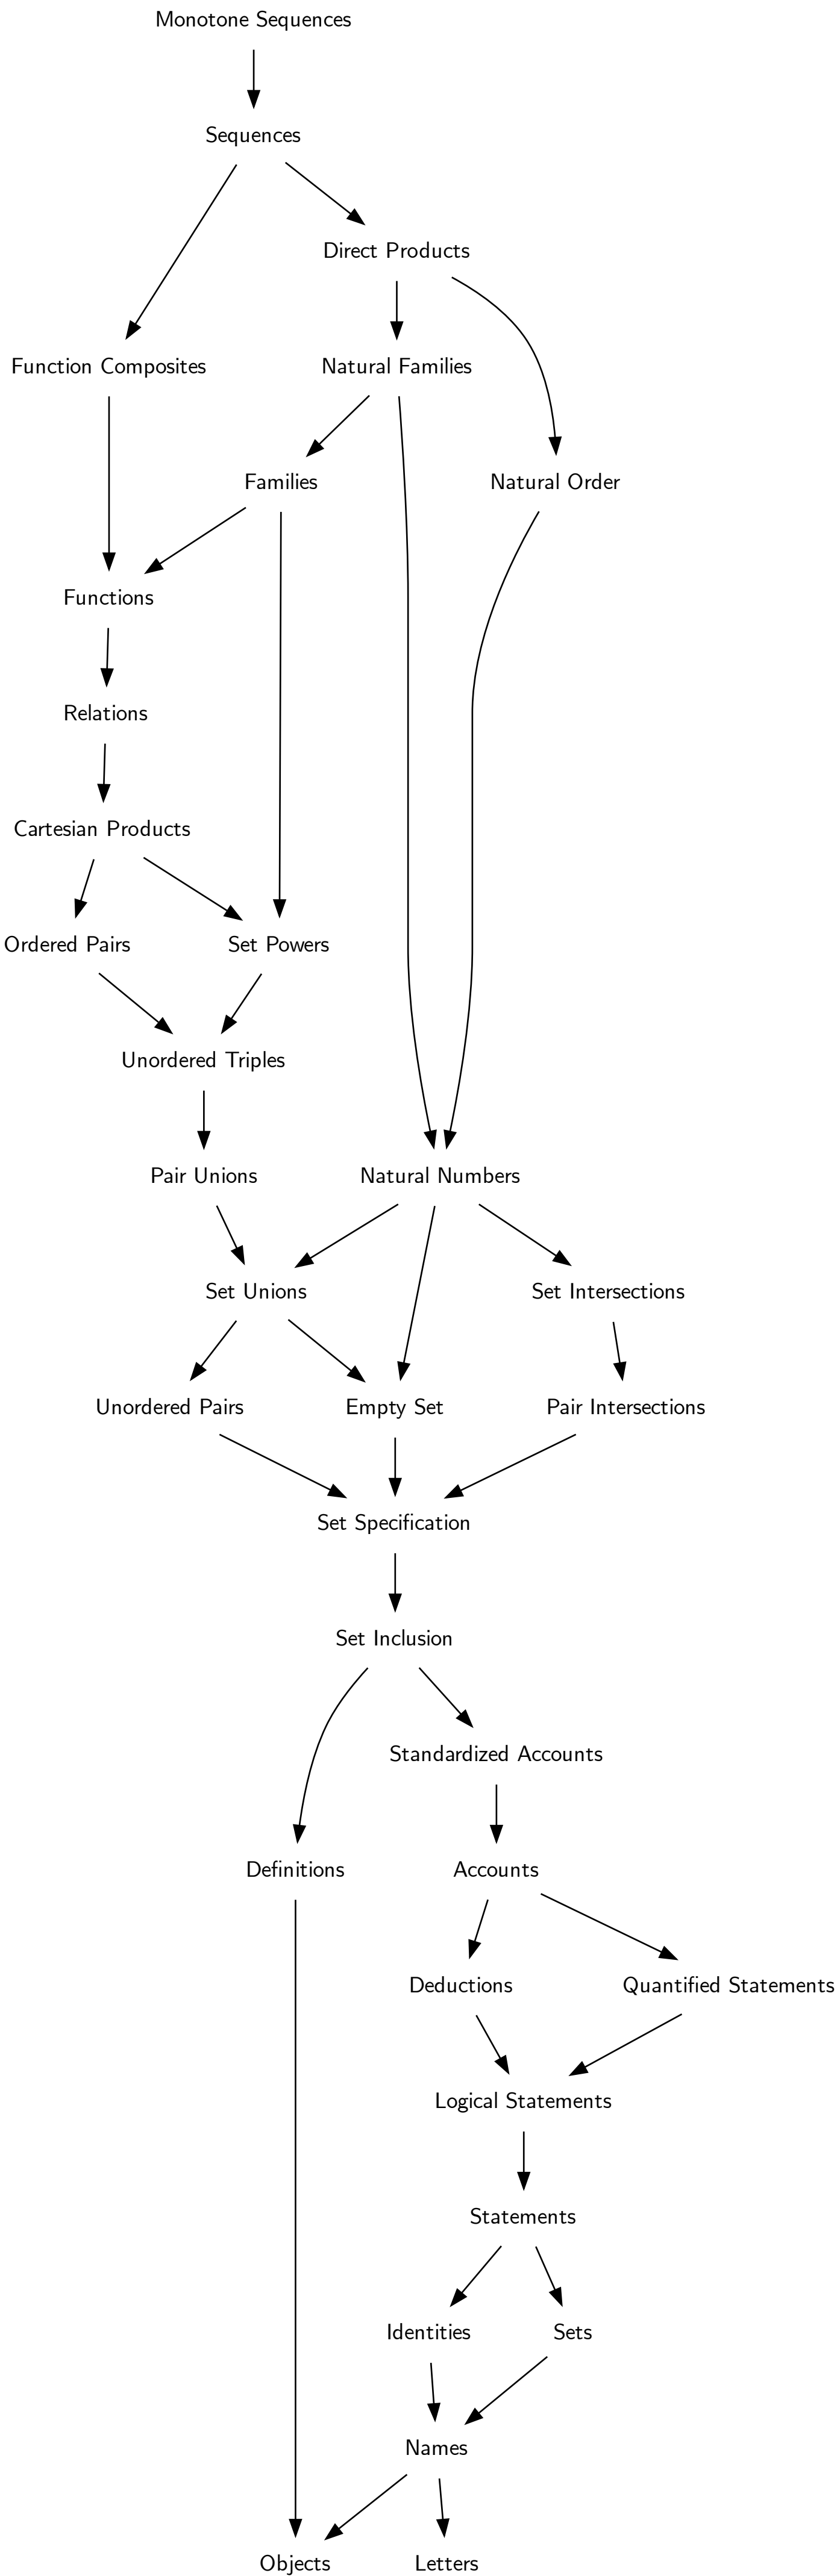 Monotone Sequences
Sequences
Direct Products
Function Composites
Natural Families
Families
Natural Order
Functions
Relations
Cartesian Products
Ordered Pairs
Set Powers
Unordered Triples
Pair Unions
Natural Numbers
Set Unions
Set Intersections
Unordered Pairs
Empty Set
Pair Intersections
Set Specification
Set Inclusion
Standardized Accounts
Definitions
Accounts
Deductions
Quantified Statements
Logical Statements
Statements
Identities
Sets
Names
Objects
Letters